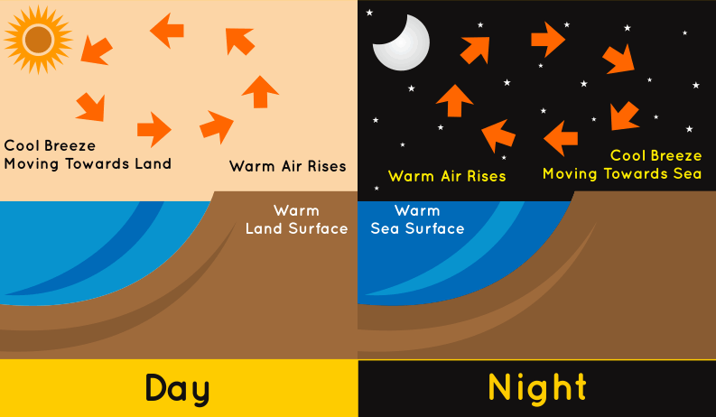 Cool Breeze
Moving Towards Land
Warm Air Rises
Warm
Land Surface
Day
Warm Air Rises
Cool Breeze
Moving Towards Sea
Warm
Sea Surface
Night